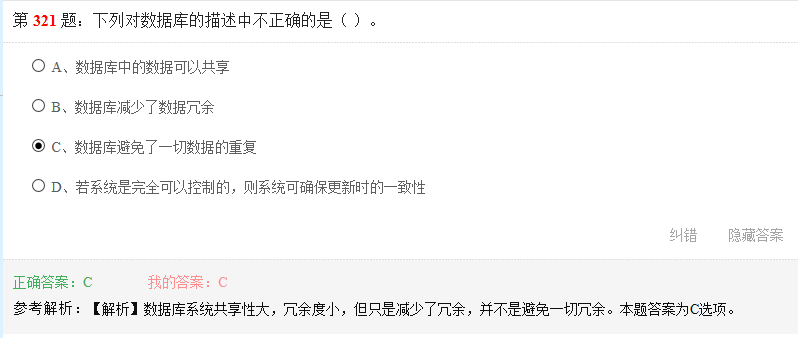 第 321 题：下列对数据库的描述中不正确的是（ ）。
A、数据库中的数据可以共享
B、数据库减少了数据冗余
C、数据库避免了一切数据的重复
D、若系统是完全可以控制的，则系统可确保更新时的一致性
纠错 隐藏答案
正确答案：C 我的答案：C
参考解析：【解析】数据库系统共享性大，冗余度小，但只是减少了冗余，并不是避免一切冗余。本题答案为C选项。